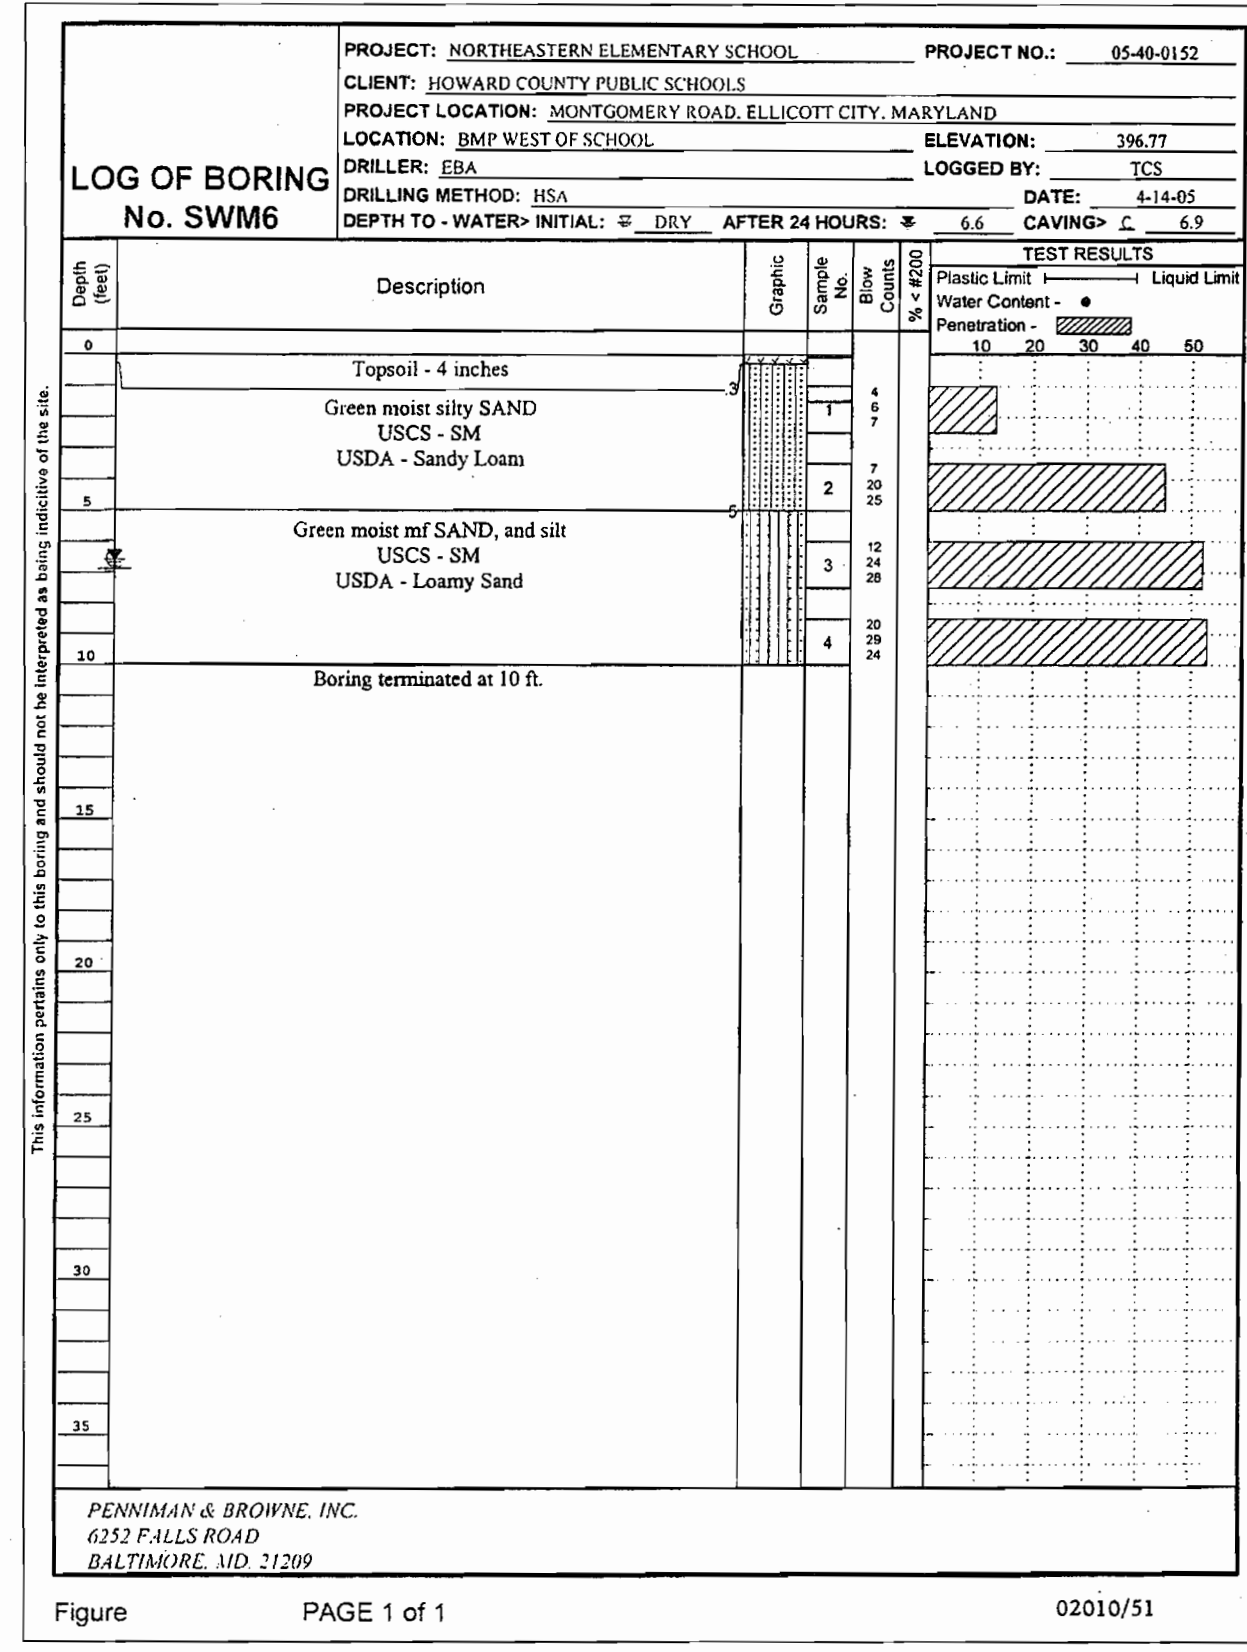 LOG OF BORING
No. SWM6
PROJECT: NORTHEASTERN ELEMENTARY SCHOOL PROJECT NO.: 05-40-0152
CLIENT: HOWARD COUNTY PUBLIC SCHOOLS
PROJECT LOCATION: MONTGOMERY ROAD. ELLICOTT CITY. MARYLAND
LOCATION: BMP WEST OF SCHOOL ELEVATION: 396.77
DRILLER: EBA LOGGED BY: TCS
DRILLING METHOD: HSA DATE: 4-14-05
DEPTH TO - WATER> INITIAL: DRY AFTER 24 HOURS: 6.6 CAVING> C 6.9
Depth (feet)
Description
Graphic
Sample No.
Blow Counts
% < #200
TEST RESULTS
Plastic Limit Liquid Limit
Water Content - ●
Penetration -
10 20 30 40 50
0
Topsoil - 4 inches
.3
Green moist silty SAND
USCS - SM
USDA - Sandy Loam
1
4
6
7
2
7
20
25
5
5
Green moist mf SAND, and silt
USCS - SM
USDA - Loamy Sand
3
12
24
28
4
20
29
24
10
Boring terminated at 10 ft.
15
20
25
30
35
This information pertains only to this boring and should not be interpreted as being indicitive of the site.
PENNIMAN & BROWNE, INC.
6252 FALLS ROAD
BALTIMORE, MD. 21209
Figure PAGE 1 of 1 02010/51